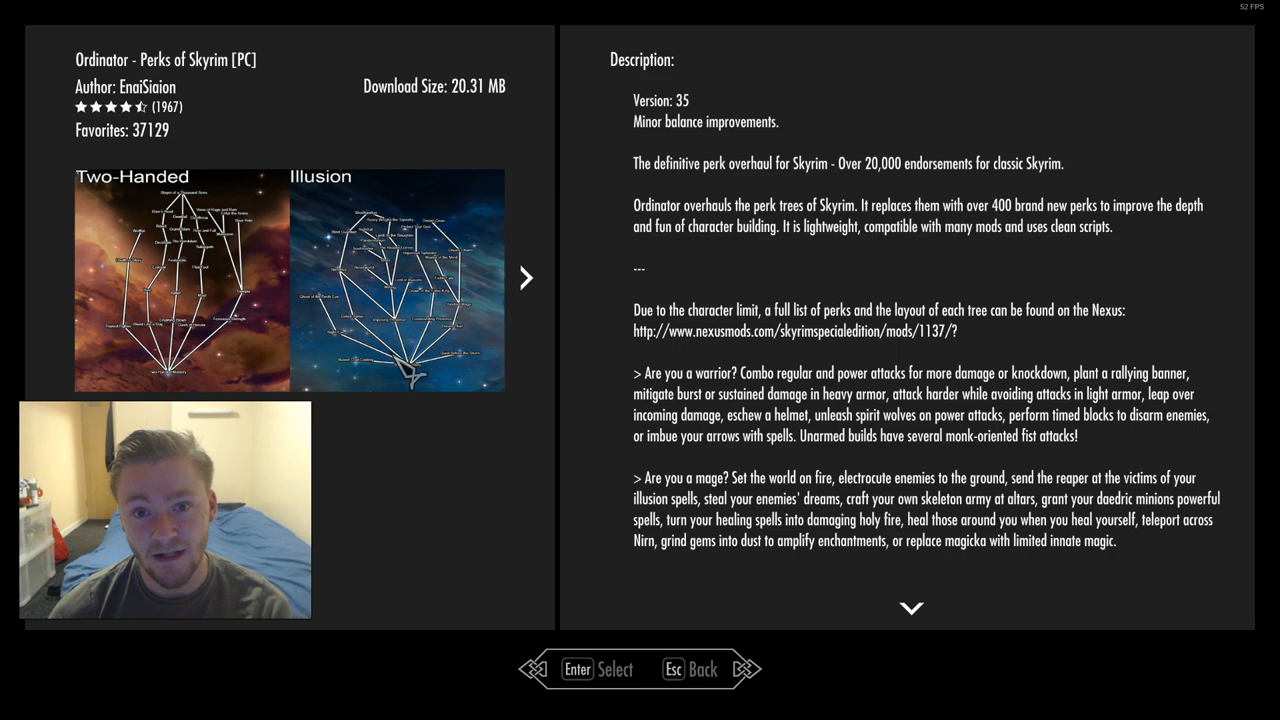 52 FPS
Ordinator - Perks of Skyrim [PC]
Author: EnaiSiaion
Download Size: 20.31 MB
(1967)
Favorites: 37129
Two-Handed
Illusion
Description:
Version: 35
Minor balance improvements.
The definitive perk overhaul for Skyrim - Over 20,000 endorsements for classic Skyrim.
Ordinator overhauls the perk trees of Skyrim. It replaces them with over 400 brand new perks to improve the depth
and fun of character building. It is lightweight, compatible with many mods and uses clean scripts.
---
Due to the character limit, a full list of perks and the layout of each tree can be found on the Nexus:
http://www.nexusmods.com/skyrimspecialedition/mods/1137/?
> Are you a warrior? Combo regular and power attacks for more damage or knockdown, plant a rallying banner,
mitigate burst or sustained damage in heavy armor, attack harder while avoiding attacks in light armor, leap over
incoming damage, eschew a helmet, unleash spirit wolves on power attacks, perform timed blocks to disarm enemies,
or imbue your arrows with spells. Unarmed builds have several monk-oriented fist attacks!
> Are you a mage? Set the world on fire, electrocute enemies to the ground, send the reaper at the victims of your
illusion spells, steal your enemies' dreams, craft your own skeleton army at altars, grant your daedric minions powerful
spells, turn your healing spells into damaging holy fire, heal those around you when you heal yourself, teleport across
Nirn, grind gems into dust to amplify enchantments, or replace magicka with limited innate magic.
Enter Select Esc Back